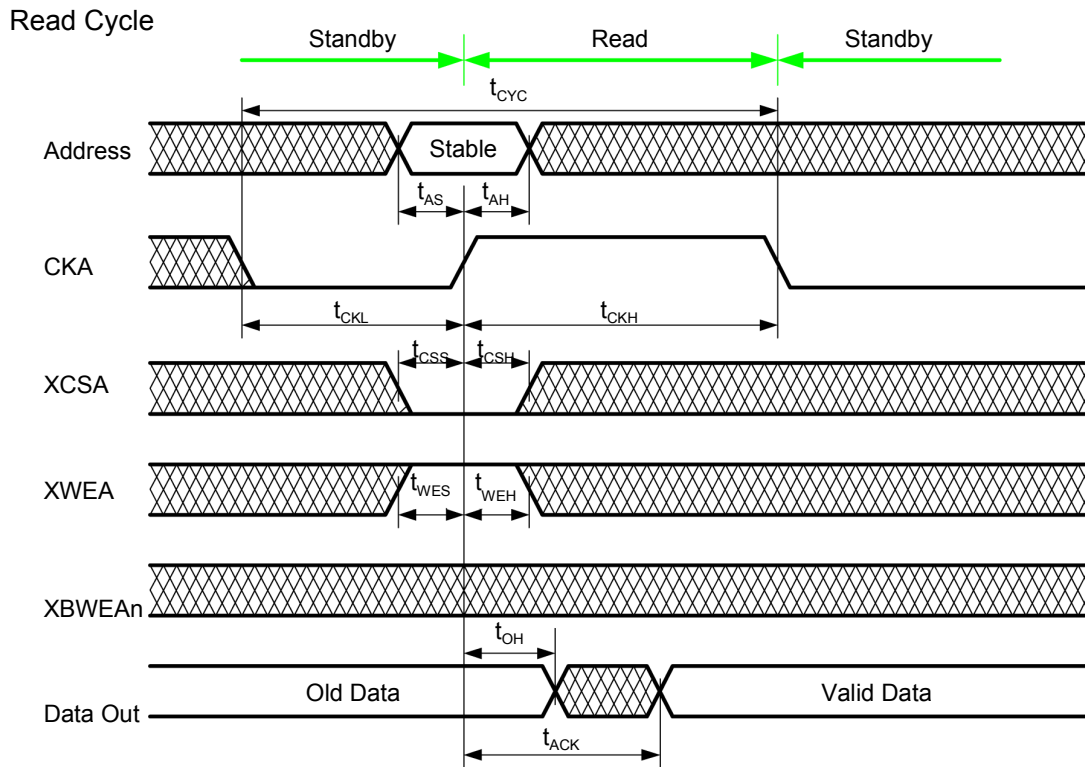 Read Cycle
Standby Read Standby
tCYC
Address Stable
tAS tAH
CKA
tCKL tCKH
tCSS tCSH
XCSA
XWEA tWES tWEH
XBWEAn
tOH
Old Data Valid Data
Data Out
tACK